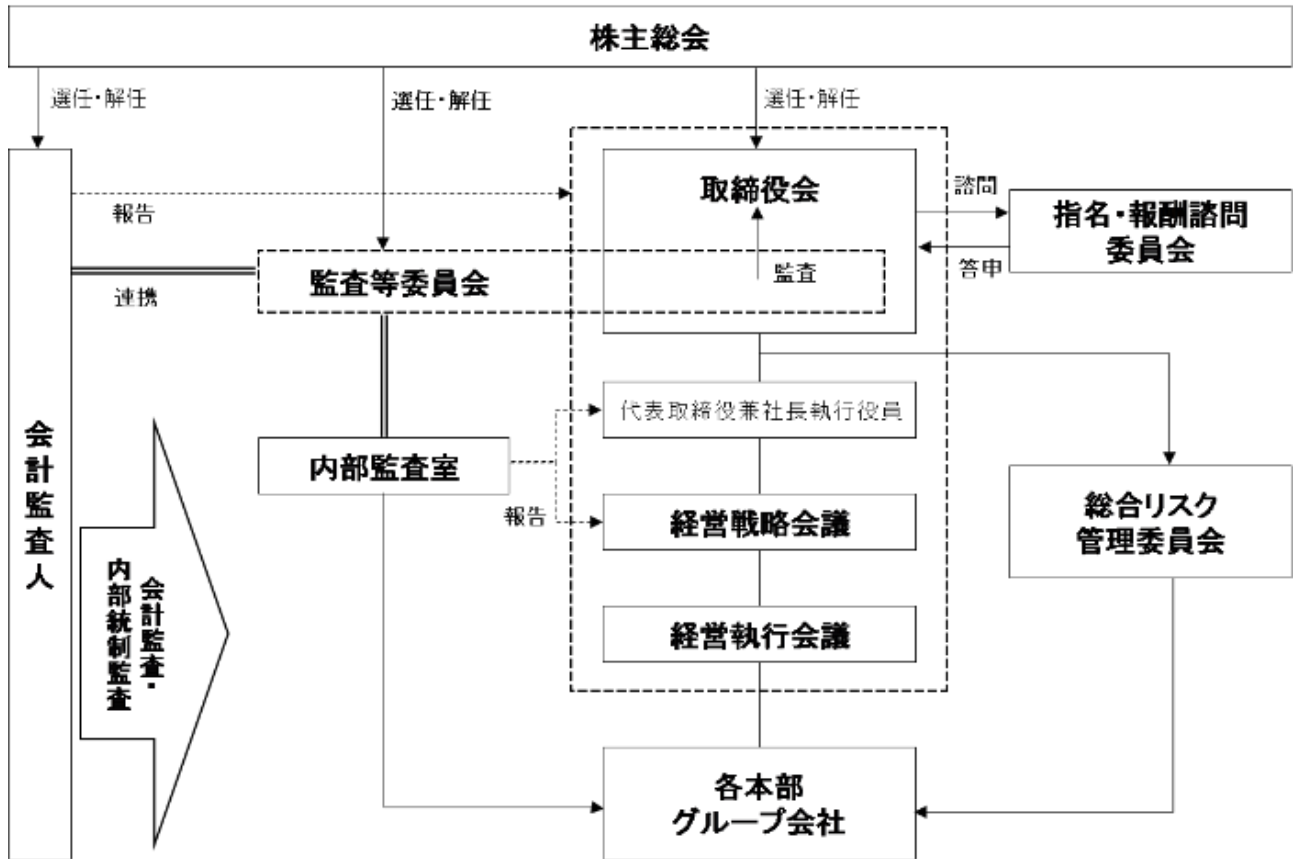 株主総会
選任・解任
選任・解任
選任・解任
取締役会
諮問
指名・報酬諮問
委員会
報告
答申
監査
監査等委員会
連携
代表取締役兼社長執行役員
会計監査人
内部監査室
報告
経営戦略会議
総合リスク
管理委員会
会計監査・
内部統制監査
経営執行会議
各本部
グループ会社